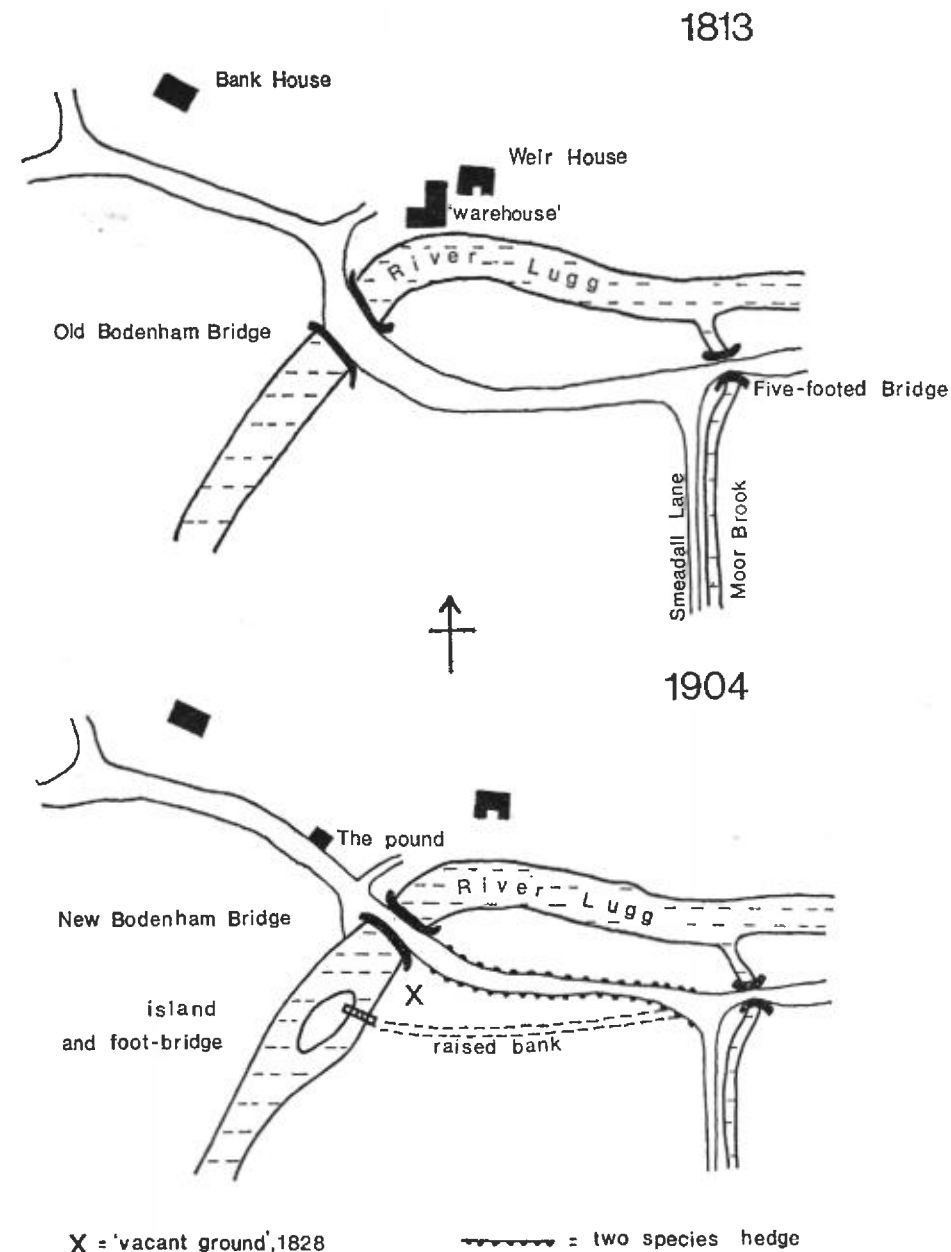 1813
Bank House
Weir House
'warehouse'
River Lugg
Old Bodenham Bridge
Five-footed Bridge
Smeadall Lane
Moor Brook
1904
The pound
River Lugg
New Bodenham Bridge
X
island
and foot-bridge
raised bank
X = 'vacant ground',1828
= two species hedge